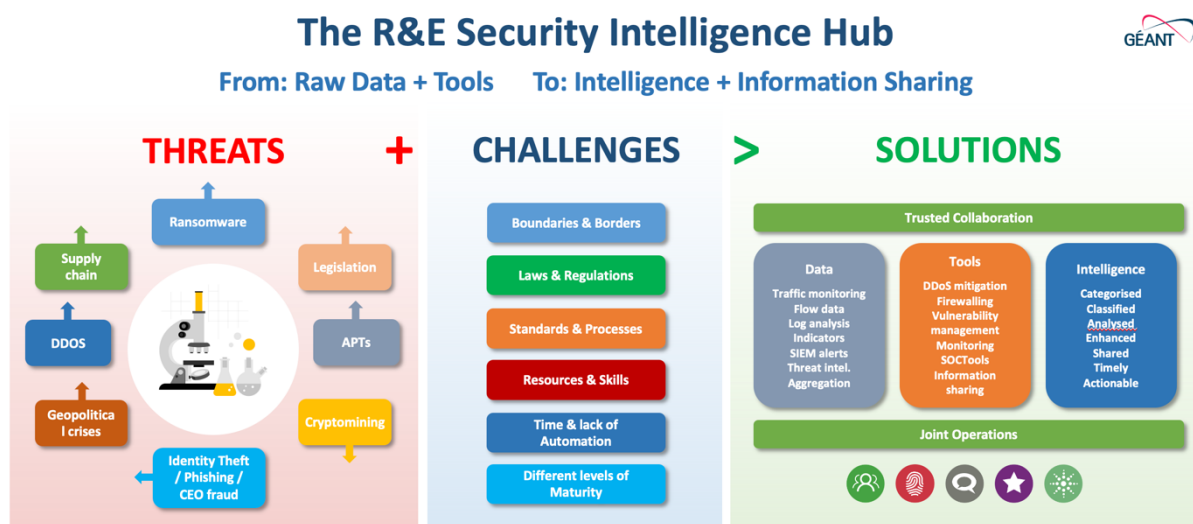 The R&E Security Intelligence Hub
GÉANT
From: Raw Data + Tools To: Intelligence + Information Sharing
THREATS
+
CHALLENGES
>
SOLUTIONS
Ransomware
Supply
chain
Legislation
DDOS
APTs
Geopolitica
l crises
Cryptomining
Identity Theft
/ Phishing /
CEO fraud
Boundaries & Borders
Laws & Regulations
Standards & Processes
Resources & Skills
Time & lack of
Automation
Different levels of
Maturity
Trusted Collaboration
Data
Traffic monitoring
Flow data
Log analysis
Indicators
SIEM alerts
Threat intel.
Aggregation
Tools
DDoS mitigation
Firewalling
Vulnerability
management
Monitoring
SOCTools
Information
sharing
Intelligence
Categorised
Classified
Analysed
Enhanced
Shared
Timely
Actionable
Joint Operations